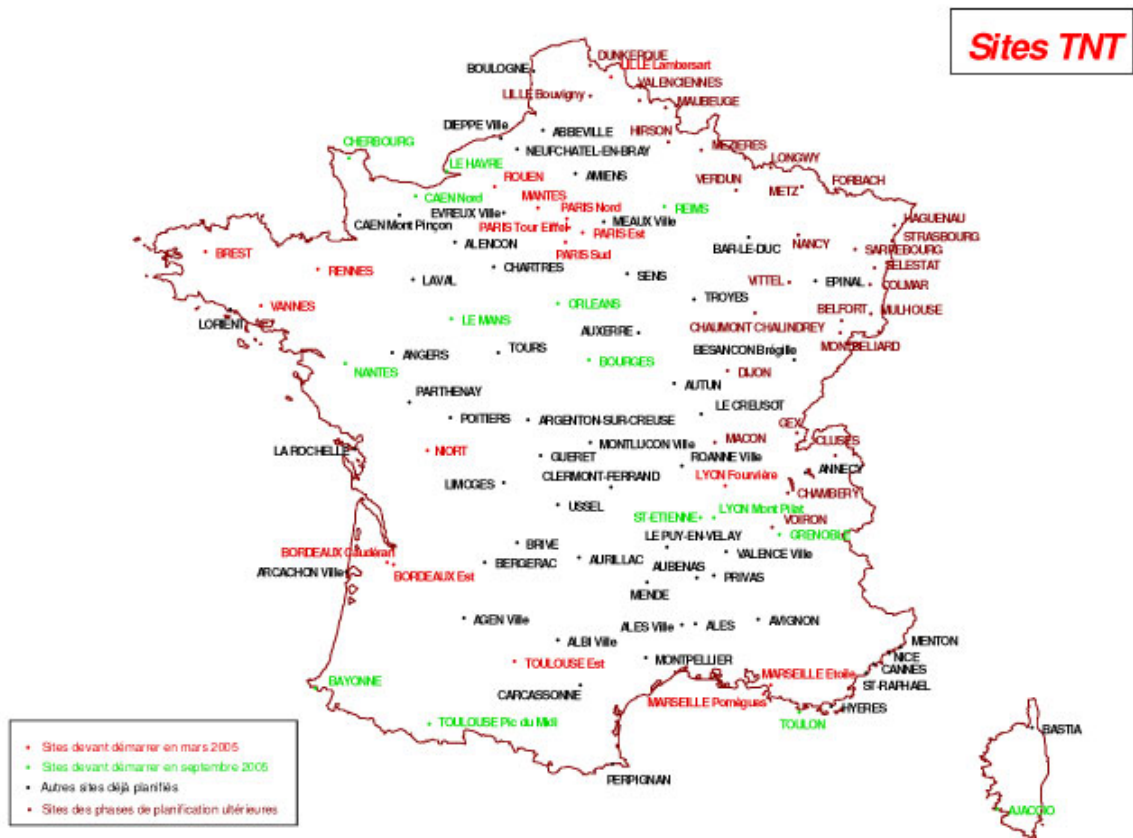 Sites TNT
DUNKERQUE
LILLE Lambersart
BOULOGNE
VALENCIENNES
LILLE Bouvigny
MAUBEUGE
DIEPPE Ville
ABBEVILLE
HIRSON
CHERBOURG
NEUFCHATEL-EN-BRAY
MEZIERES
LE HAVRE
LONGWY
ROUEN
AMIENS
VERDUN
METZ
FORBACH
CAEN Nord
MANTES
PARIS Nord
REIMS
CAEN Mont Pinçon
EVREUX Ville
MEAUX Ville
HAGUENAU
PARIS Tour Eiffel
PARIS Est
STRASBOURG
BREST
ALENCON
PARIS Sud
BAR-LE-DUC
NANCY
SARREBOURG
RENNES
CHARTRES
SELESTAT
LAVAL
SENS
VITTEL
EPINAL
COLMAR
VANNES
ORLEANS
TROYES
BELFORT
MULHOUSE
LORIENT
LE MANS
AUXERRE
CHAUMONT CHALINDREY
MONTBELIARD
ANGERS
TOURS
BESANCON Brégille
NANTES
BOURGES
DIJON
AUTUN
PARTHENAY
LE CREUSOT
POITIERS
ARGENTON-SUR-CREUSE
GEX
LA ROCHELLE
NIORT
MONTLUCON Ville
MACON
CLUSES
GUERET
ROANNE Ville
LIMOGES
CLERMONT-FERRAND
LYON Fourvière
ANNECY
CHAMBERY
USSEL
ST-ETIENNE
LYON Mont Pilat
VOIRON
BRIVE
LE PUY-EN-VELAY
GRENOBLE
BORDEAUX Caudéran
BERGERAC
AURILLAC
VALENCE Ville
ARCACHON Ville
BORDEAUX Est
AUBENAS
PRIVAS
MENDE
AGEN Ville
ALES Ville
ALES
AVIGNON
ALBI Ville
MENTON
TOULOUSE Est
MONTPELLIER
NICE
MARSEILLE Etoile
CANNES
BAYONNE
CARCASSONNE
MARSEILLE Pomègues
ST-RAPHAEL
HYERES
TOULOUSE Pic du Midi
TOULON
BASTIA
PERPIGNAN
AJACCIO
Sites devant démarrer en mars 2005
Sites devant démarrer en septembre 2005
Autres sites déjà planifiés
Sites des phases de planification ultérieures